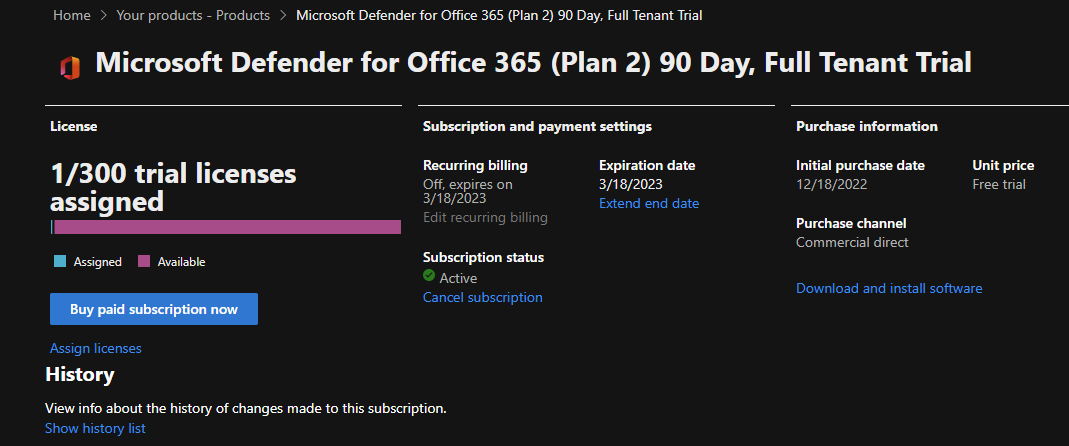 Home > Your products - Products > Microsoft Defender for Office 365 (Plan 2) 90 Day, Full Tenant Trial
Microsoft Defender for Office 365 (Plan 2) 90 Day, Full Tenant Trial
License
1/300 trial licenses
assigned
Assigned Available
Buy paid subscription now
Assign licenses
Subscription and payment settings
Recurring billing
Off, expires on
3/18/2023
Edit recurring billing
Expiration date
3/18/2023
Extend end date
Subscription status
Active
Cancel subscription
Purchase information
Initial purchase date
12/18/2022
Unit price
Free trial
Purchase channel
Commercial direct
Download and install software
History
View info about the history of changes made to this subscription.
Show history list